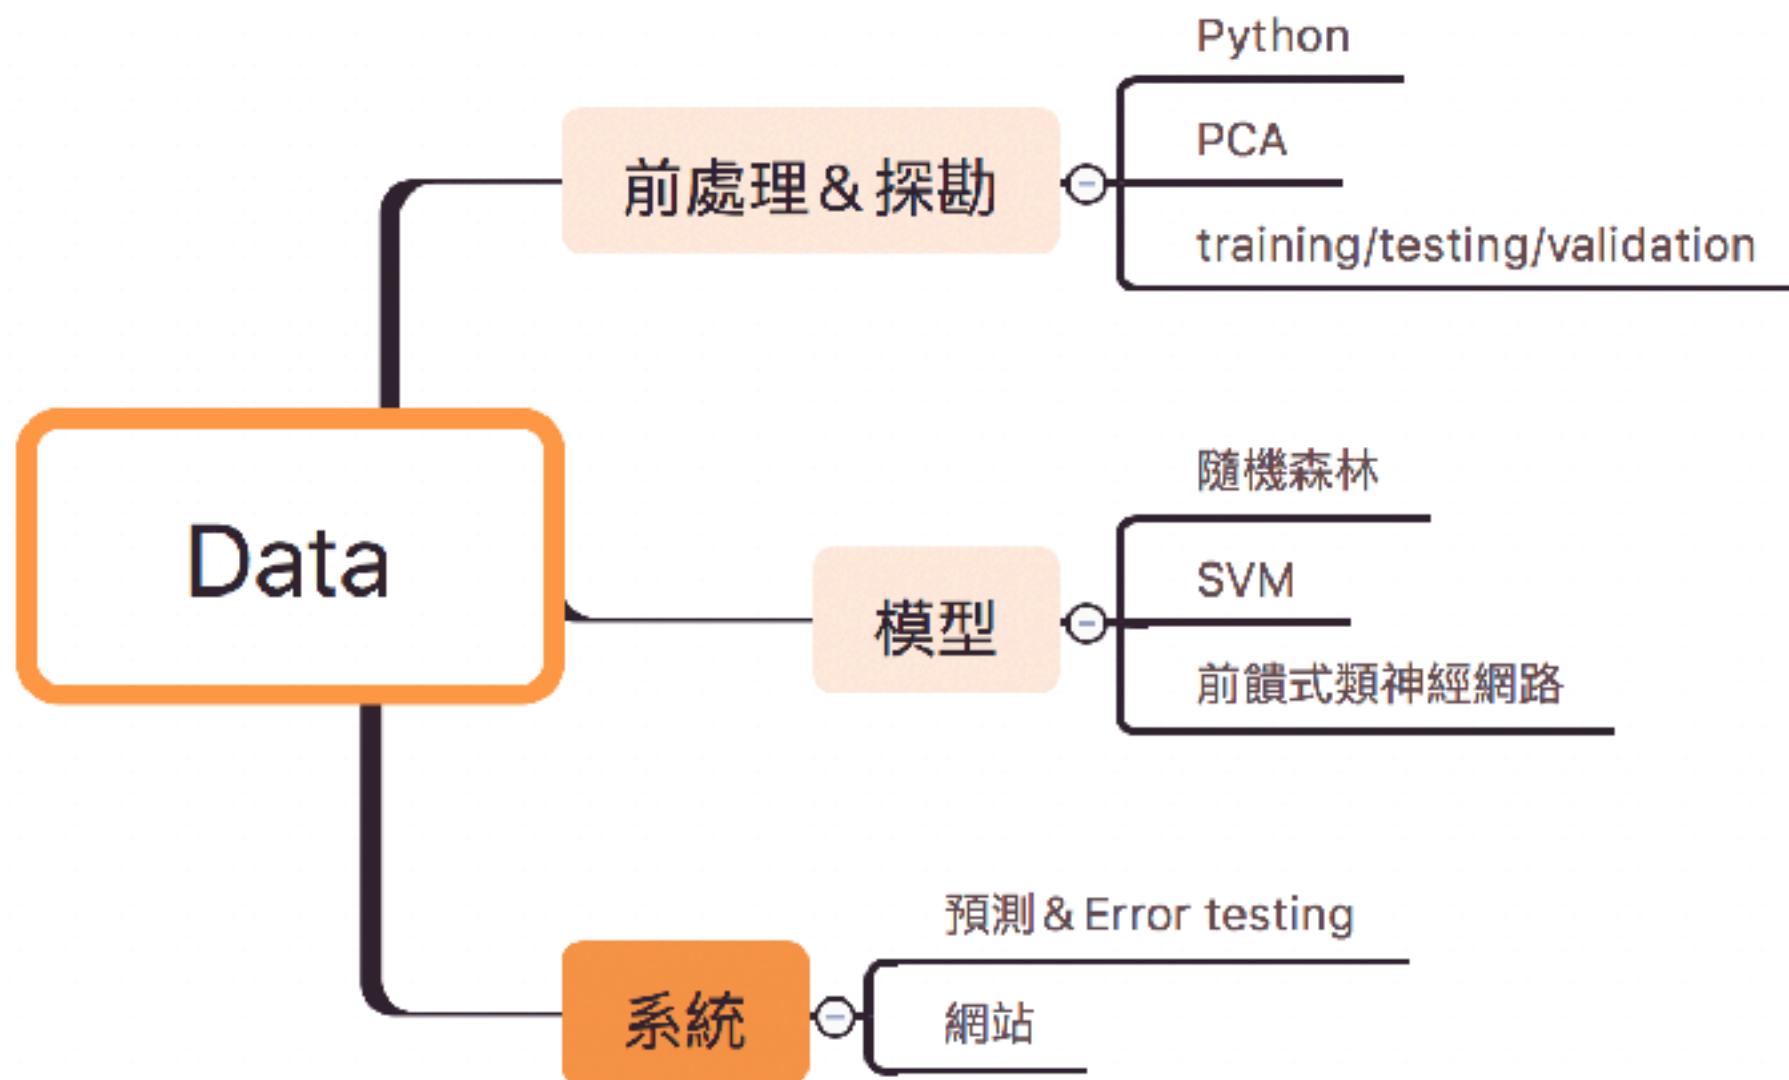 Data
前處理&探勘
Python
PCA
training/testing/validation
模型
隨機森林
SVM
前饋式類神經網路
系統
預測&Error testing
網站